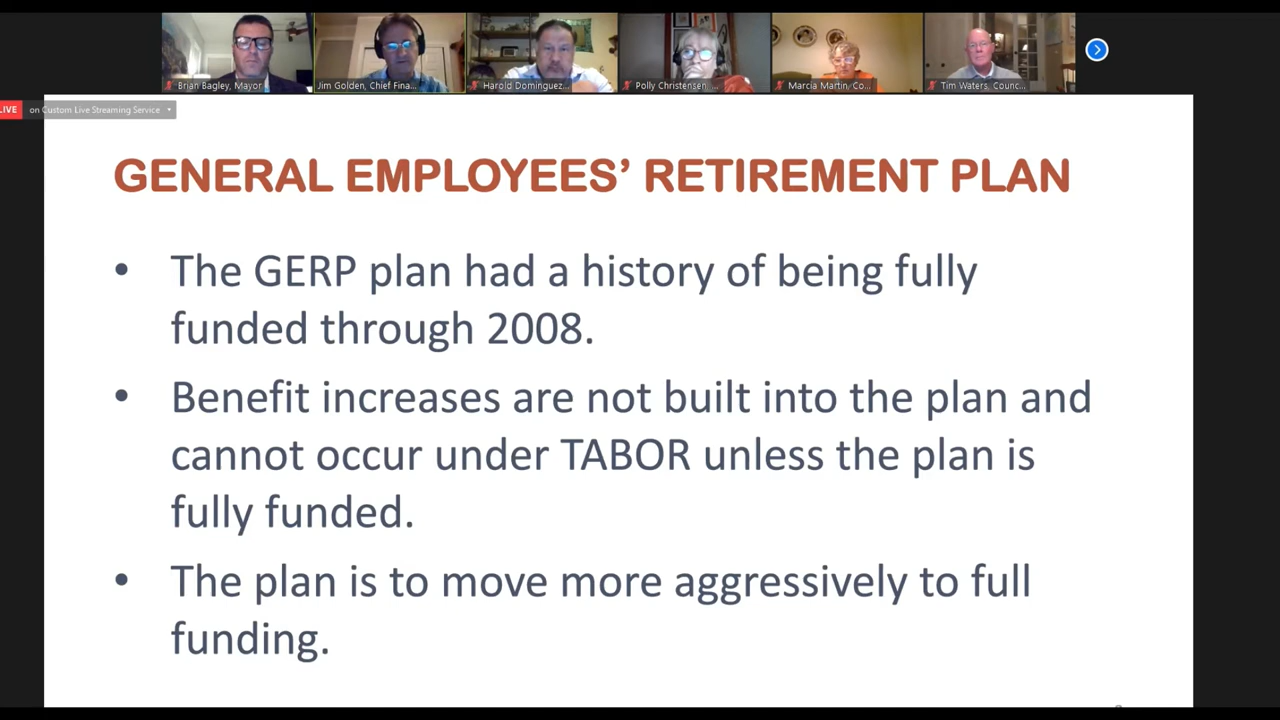 Brian Bagley, Mayor
Jim Golden, Chief Fina...
Harold Dominguez...
Polly Christensen, ...
Marcia Martin, Co...
Tim Waters, Counc...
LIVE on Custom Live Streaming Service
GENERAL EMPLOYEES’ RETIREMENT PLAN
• The GERP plan had a history of being fully
funded through 2008.
• Benefit increases are not built into the plan and
cannot occur under TABOR unless the plan is
fully funded.
• The plan is to move more aggressively to full
funding.